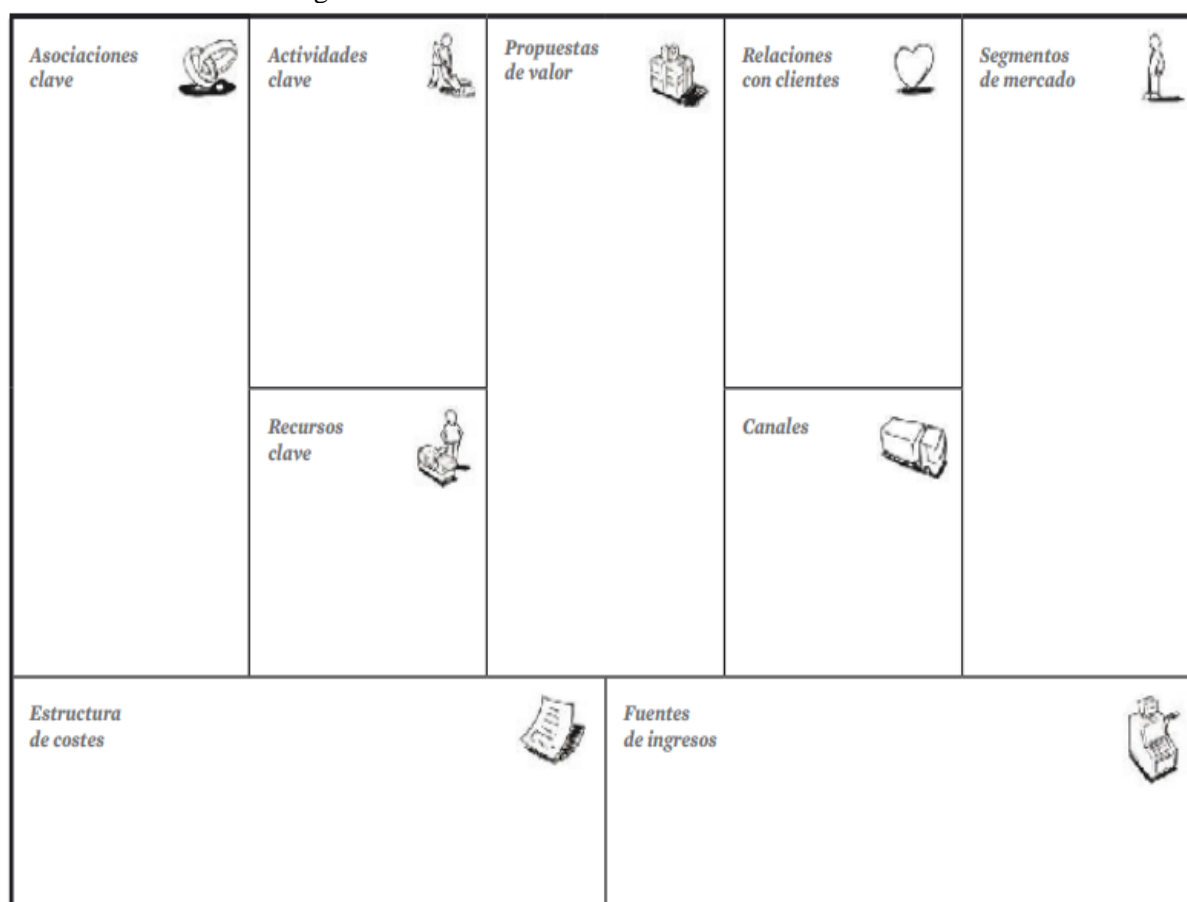 Asociaciones
clave
Actividades
clave
Propuestas
de valor
Relaciones
con clientes
Segmentos
de mercado
Recursos
clave
Canales
Estructura
de costes
Fuentes
de ingresos